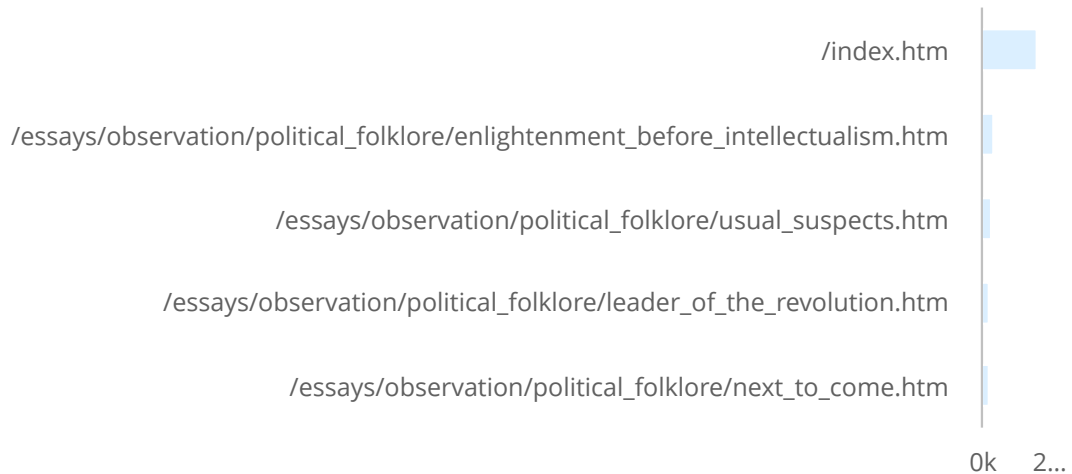 /index.htm
/essays/observation/political_folklore/enlightenment_before_intellectualism.htm
/essays/observation/political_folklore/usual_suspects.htm
/essays/observation/political_folklore/leader_of_the_revolution.htm
/essays/observation/political_folklore/next_to_come.htm
0k 2...